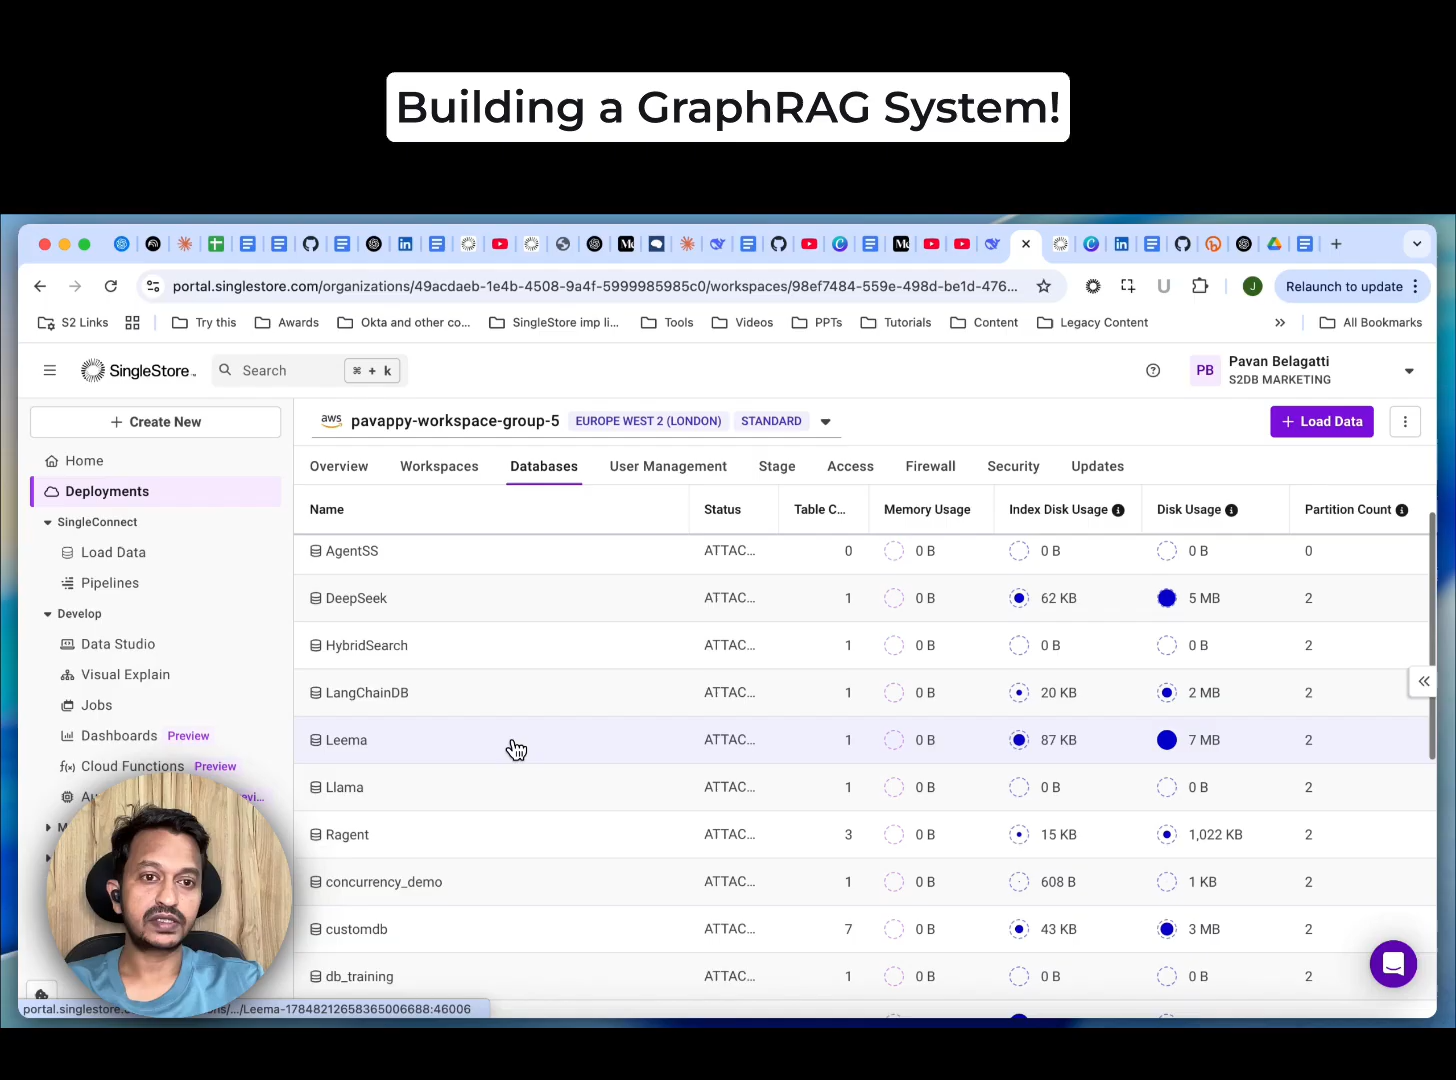 Building a GraphRAG System!
portal.singlestore.com/organizations/49acdaeb-1e4b-4508-9a4f-5999985985c0/workspaces/98ef7484-559e-498d-be1d-476...
Relaunch to update
S2 Links Try this Awards Okta and other co... SingleStore imp li... Tools Videos PPTs Tutorials Content Legacy Content » All Bookmarks
SingleStore Search ⌘ + k
PB Pavan Belagatti
S2DB MARKETING
+ Create New
Home
Deployments
SingleConnect
Load Data
Pipelines
Develop
Data Studio
Visual Explain
Jobs
Dashboards Preview
Cloud Functions Preview
aws pavappy-workspace-group-5 EUROPE WEST 2 (LONDON) STANDARD
+ Load Data
Overview Workspaces Databases User Management Stage Access Firewall Security Updates
Name Status Table C... Memory Usage Index Disk Usage Disk Usage Partition Count
AgentSS ATTAC... 0 0 B 0 B 0 B 0
DeepSeek ATTAC... 1 0 B 62 KB 5 MB 2
HybridSearch ATTAC... 1 0 B 0 B 0 B 2
LangChainDB ATTAC... 1 0 B 20 KB 2 MB 2
Leema ATTAC... 1 0 B 87 KB 7 MB 2
Llama ATTAC... 1 0 B 0 B 0 B 2
Ragent ATTAC... 3 0 B 15 KB 1,022 KB 2
concurrency_demo ATTAC... 1 0 B 608 B 1 KB 2
customdb ATTAC... 7 0 B 43 KB 3 MB 2
db_training ATTAC... 1 0 B 0 B 0 B 2
.../Leema-17848212658365006688:46006